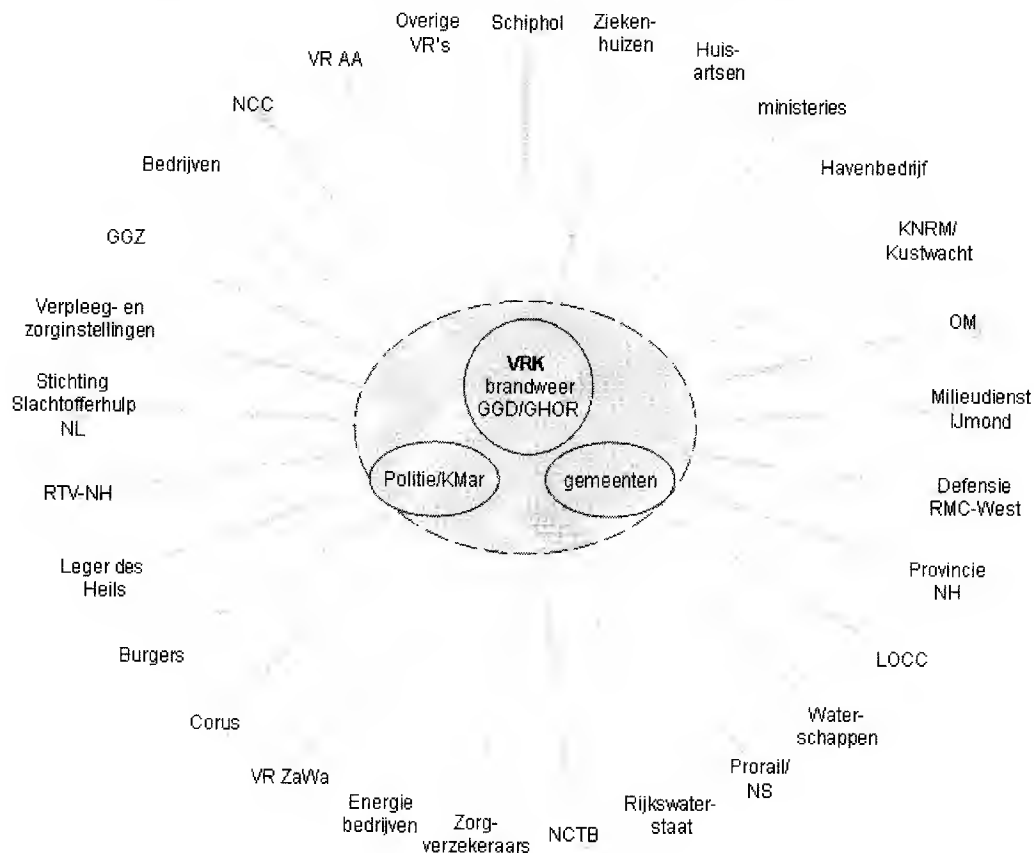 Overige
VR's
Schiphol
Zieken-
huizen
Huis-
artsen
ministeries
Havenbedrijf
KNRM/
Kustwacht
OM
Milieudienst
IJmond
Defensie
RMC-West
Provincie
NH
LOCC
Water-
schappen
Prorail/
NS
Rijkswater-
staat
NCTB
Zorg-
verzekeraars
Energie
bedrijven
VR ZaWa
Corus
Burgers
Leger des
Heils
RTV-NH
Stichting
Slachtofferhulp
NL
Verpleeg- en
zorginstellingen
GGZ
Bedrijven
NCC
VR AA
VRK
brandweer
GGD/GHOR
Politie/KMar
gemeenten